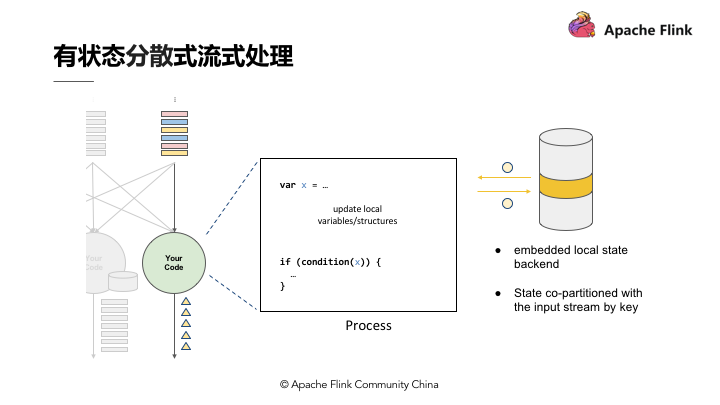 Apache Flink
有状态分散式流式处理
Your
Code
Your
Code
var x = …
update local
variables/structures
if (condition(x)) {
…
}
Process
● embedded local state
backend
● State co-partitioned with
the input stream by key
© Apache Flink Community China